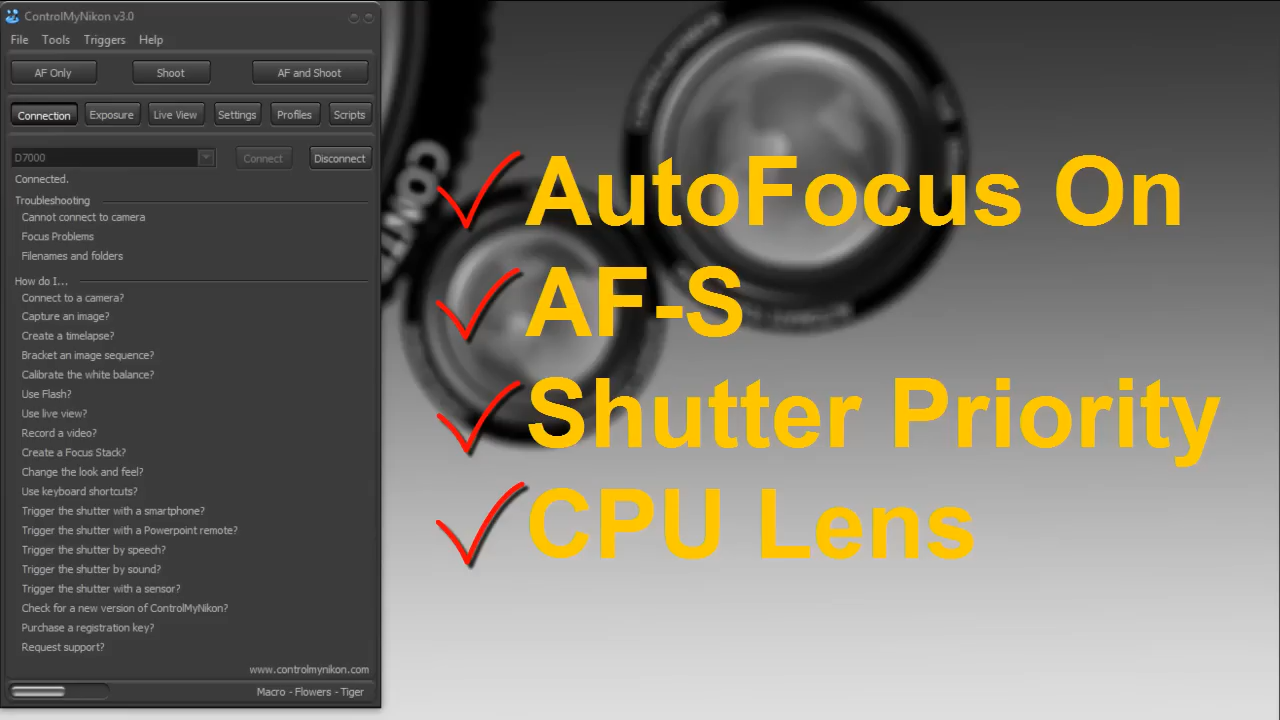 ControlMyNikon v3.0
File Tools Triggers Help
AF Only Shoot AF and Shoot
Connection Exposure Live View Settings Profiles Scripts
D7000 Connect Disconnect
Connected.
Troubleshooting
Cannot connect to camera
Focus Problems
Filenames and folders
How do I...
Connect to a camera?
Capture an image?
Create a timelapse?
Bracket an image sequence?
Calibrate the white balance?
Use Flash?
Use live view?
Record a video?
Create a Focus Stack?
Change the look and feel?
Use keyboard shortcuts?
Trigger the shutter with a smartphone?
Trigger the shutter with a Powerpoint remote?
Trigger the shutter by speech?
Trigger the shutter by sound?
Trigger the shutter with a sensor?
Check for a new version of ControlMyNikon?
Purchase a registration key?
Request support?
www.controlmynikon.com
Macro - Flowers - Tiger
AutoFocus On
AF-S
Shutter Priority
CPU Lens